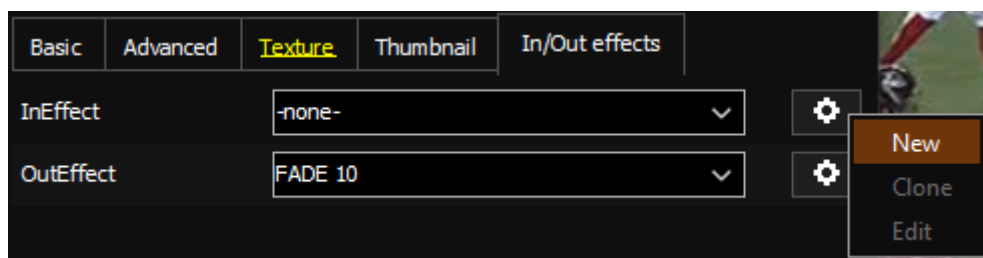 Basic Advanced Texture Thumbnail In/Out effects
InEffect -none-
New
OutEffect FADE 10
Clone
Edit